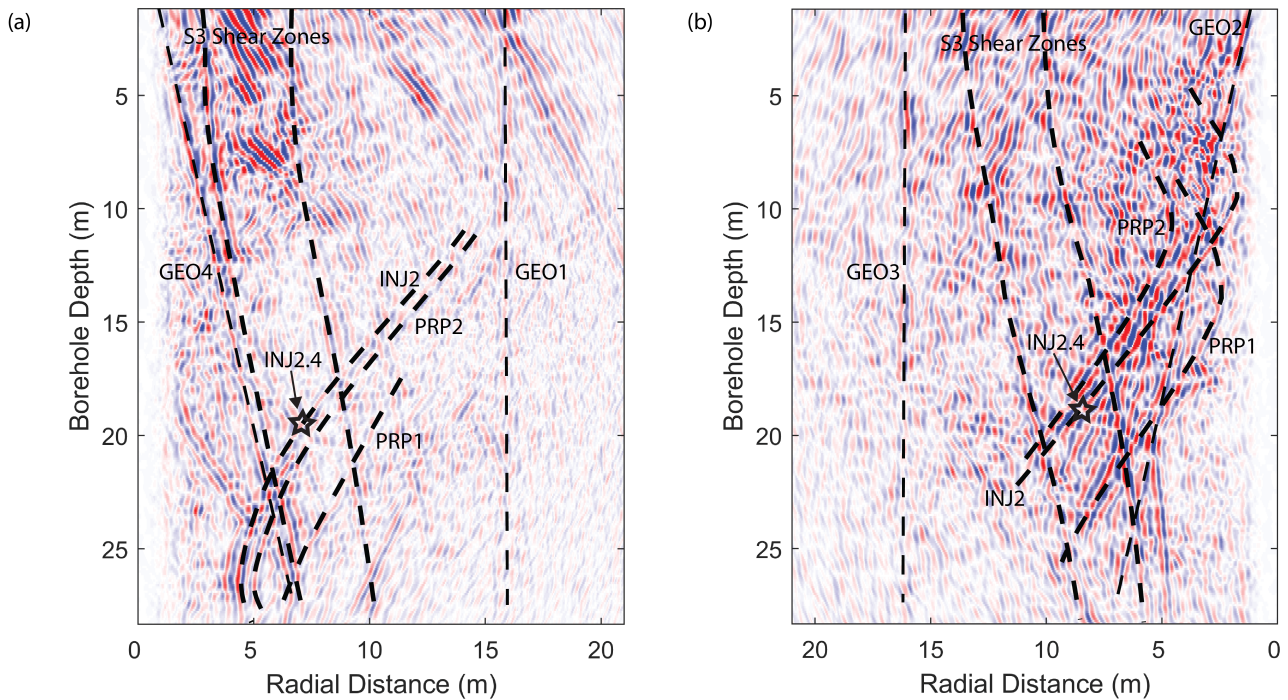 (a)
S3 Shear Zones
5
10
15
20
25
Borehole Depth (m)
GEO4
INJ2
GEO1
PRP2
INJ2.4
PRP1
0
5
10
15
20
Radial Distance (m)
(b)
S3 Shear Zones
GEO2
5
10
15
20
25
Borehole Depth (m)
PRP2
GEO3
INJ2.4
PRP1
INJ2
20
15
10
5
0
Radial Distance (m)